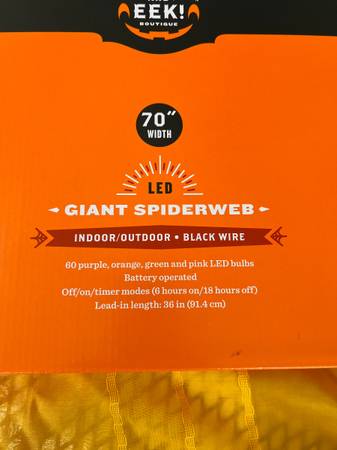 EEK!
BOUTIQUE
70"
WIDTH
LED
GIANT SPIDERWEB
INDOOR/OUTDOOR • BLACK WIRE
60 purple, orange, green and pink LED bulbs
Battery operated
Off/on/timer modes (6 hours on/18 hours off)
Lead-in length: 36 in (91.4 cm)